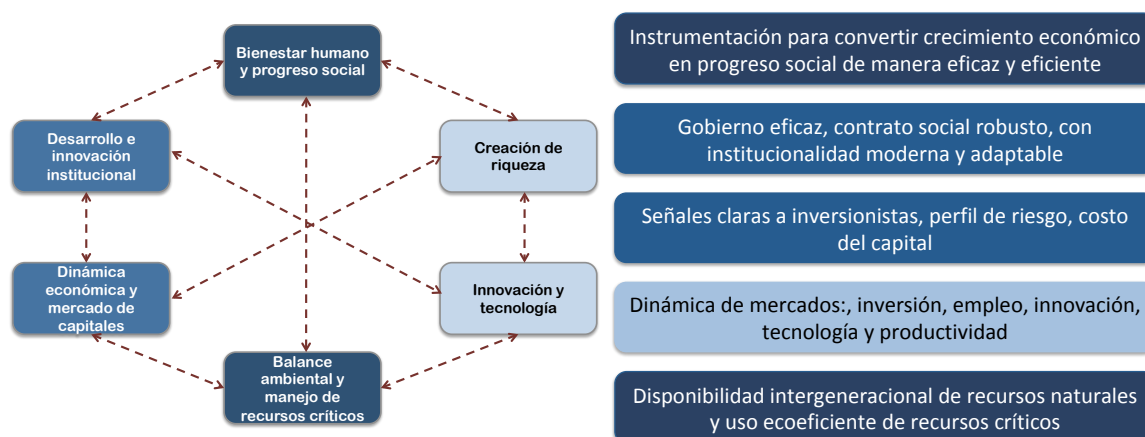 Bienestar humano
y progreso social
Desarrollo e
innovación
institucional
Creación de
riqueza
Dinámica
económica y
mercado de
capitales
Innovación y
tecnología
Balance
ambiental y
manejo de
recursos críticos
Instrumentación para convertir crecimiento económico
en progreso social de manera eficaz y eficiente
Gobierno eficaz, contrato social robusto, con
institucionalidad moderna y adaptable
Señales claras a inversionistas, perfil de riesgo, costo
del capital
Dinámica de mercados:, inversión, empleo, innovación,
tecnología y productividad
Disponibilidad intergeneracional de recursos naturales
y uso ecoeficiente de recursos críticos